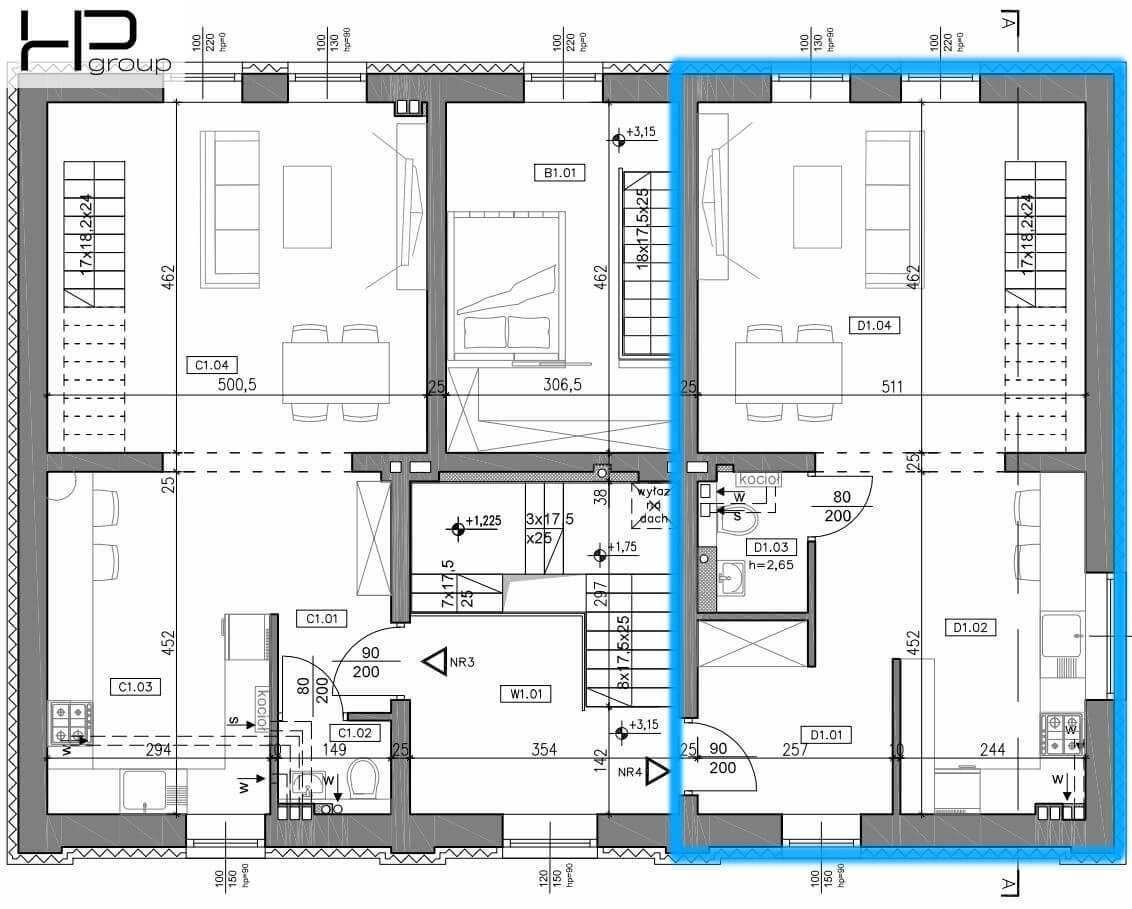 HP
group
100
220
hp=0
100
130
hp=90
100
220
hp=0
100
130
hp=90
100
220
hp=0
A
+3,15
B1.01
17x18,2x24
18x17,5x25
17x18,2x24
462
462
462
C1.04
D1.04
500,5
25
306,5
25
511
25
38
25
wyłaz
na
dach
kocioł
w
s
80
200
+1,225
3x17,5
x25
+1,75
D1.03
h=2,65
7x17,5
25
297
C1.01
8x17,5x25
D1.02
452
452
90
200
NR3
C1.03
80
200
W1.01
kocioł
s
C1.02
+3,15
D1.01
w
w
294
10
149
25
354
142
25
90
200
257
10
244
NR4
w
w
w
100
150
hp=90
120
150
hp=90
100
150
hp=90
A